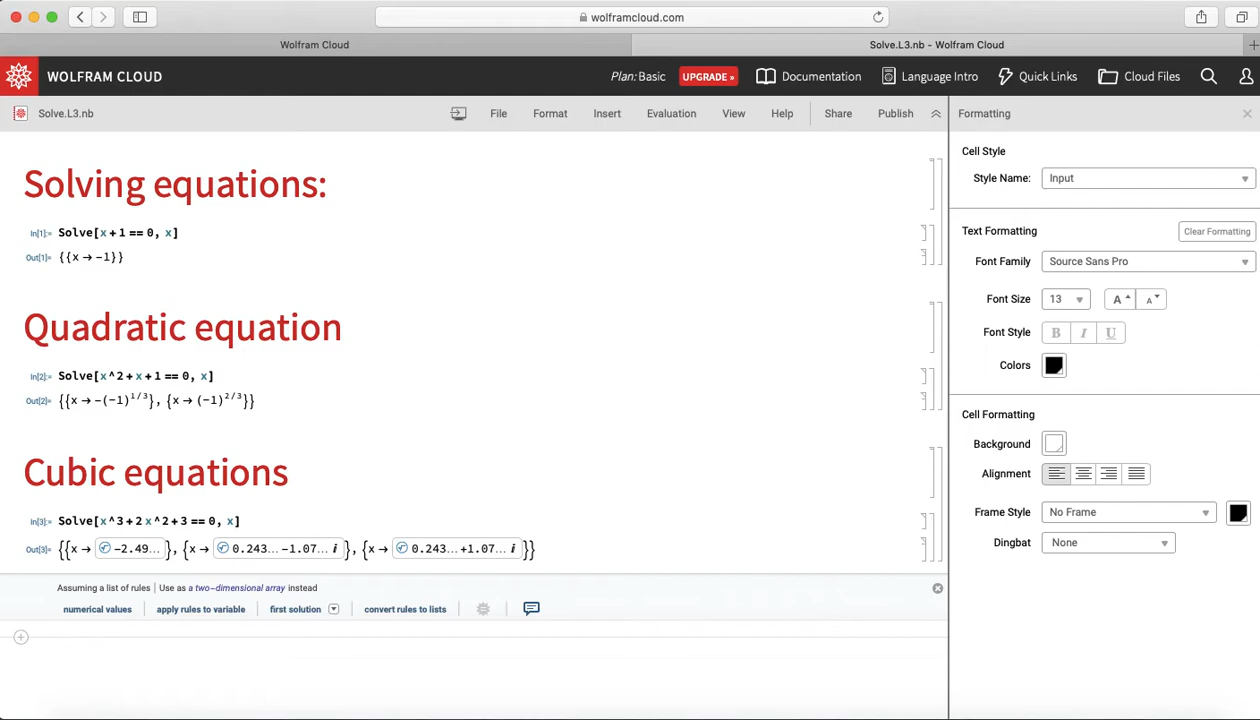 wolframcloud.com
Wolfram Cloud
Solve.L3.nb - Wolfram Cloud
WOLFRAM CLOUD
Plan: Basic
UPGRADE »
Documentation
Language Intro
Quick Links
Cloud Files
Solve.L3.nb
File
Format
Insert
Evaluation
View
Help
Share
Publish
Solving equations:
In[1]:= Solve[x + 1 == 0, x]
Out[1]= {{x → -1}}
Quadratic equation
In[2]:= Solve[x^2 + x + 1 == 0, x]
Out[2]= {{x → -(-1)^1/3}, {x → (-1)^2/3}}
Cubic equations
In[3]:= Solve[x^3 + 2 x^2 + 3 == 0, x]
Out[3]= {{x → -2.49...}, {x → 0.243... -1.07... i}, {x → 0.243... +1.07... i}}
Assuming a list of rules | Use as a two-dimensional array instead
numerical values
apply rules to variable
first solution
convert rules to lists
Formatting
Cell Style
Style Name: Input
Text Formatting
Clear Formatting
Font Family Source Sans Pro
Font Size 13 A A
Font Style B I U
Colors
Cell Formatting
Background
Alignment
Frame Style No Frame
Dingbat None